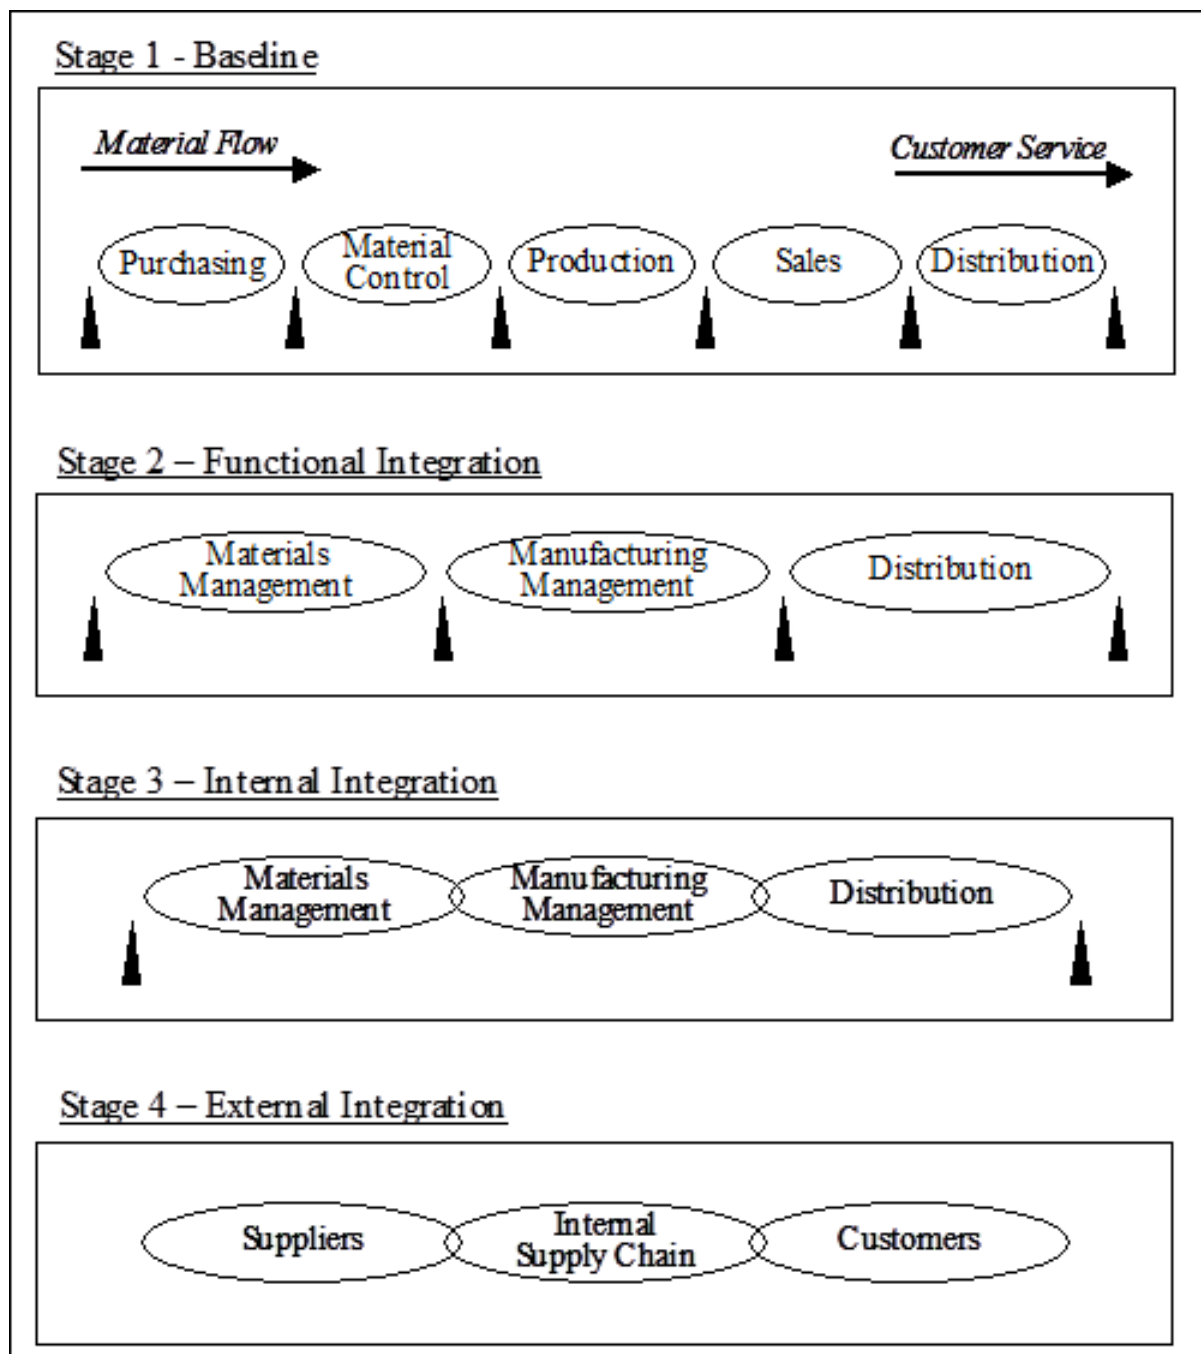 Stage 1 - Baseline
Material Flow
Customer Service
Purchasing
Material
Control
Production
Sales
Distribution
Stage 2 – Functional Integration
Materials
Management
Manufacturing
Management
Distribution
Stage 3 – Internal Integration
Materials
Management
Manufacturing
Management
Distribution
Stage 4 – External Integration
Suppliers
Internal
Supply Chain
Customers